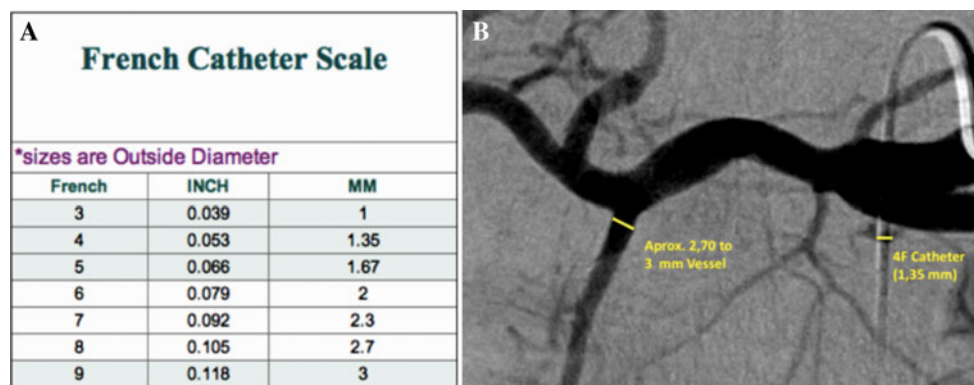 A
French Catheter Scale
*sizes are Outside Diameter
French INCH MM
3 0.039 1
4 0.053 1.35
5 0.066 1.67
6 0.079 2
7 0.092 2.3
8 0.105 2.7
9 0.118 3
B
Aprox. 2,70 to
3 mm Vessel
4F Catheter
(1,35 mm)